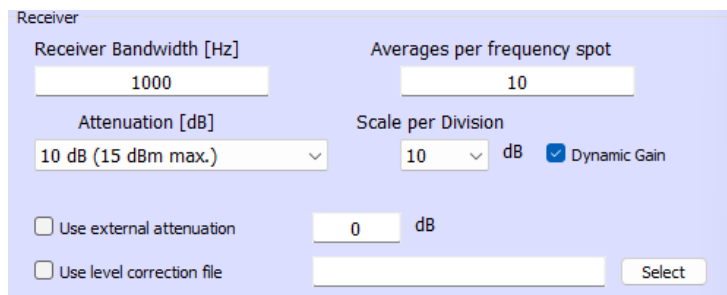 Receiver
Receiver Bandwidth [Hz] Averages per frequency spot
1000 10
Attenuation [dB] Scale per Division
10 dB (15 dBm max.) 10 dB Dynamic Gain
Use external attenuation 0 dB
Use level correction file Select